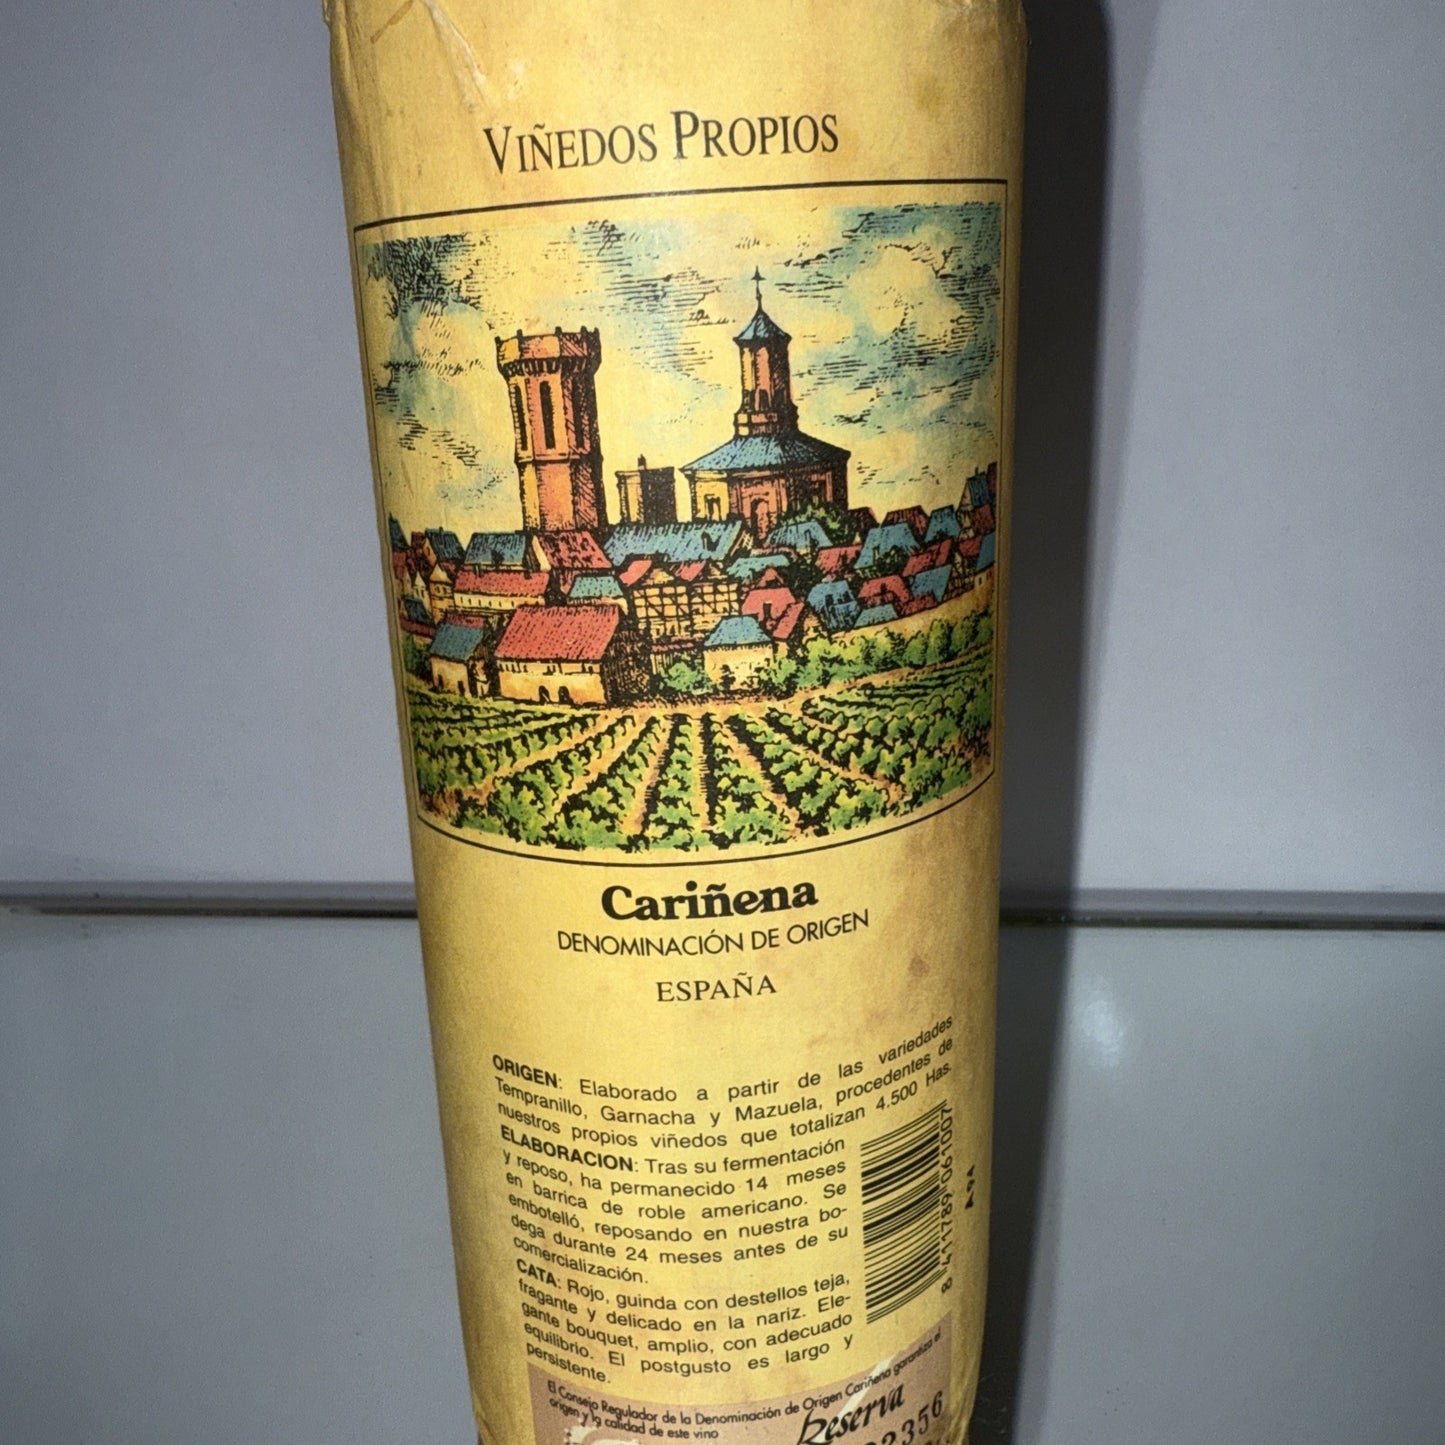 VIÑEDOS PROPIOS
Cariñena
DENOMINACIÓN DE ORIGEN
ESPAÑA
ORIGEN: Elaborado a partir de las variedades
Tempranillo, Garnacha y Mazuela, procedentes de
nuestros propios viñedos que totalizan 4.500 Has.
ELABORACION: Tras su fermentación
y reposo, ha permanecido 14 meses
en barrica de roble americano. Se
embotelló, reposando en nuestra bo-
dega durante 24 meses antes de su
comercialización.
CATA: Rojo, guinda con destellos teja,
fragante y delicado en la nariz. Ele-
gante bouquet, amplio, con adecuado
equilibrio. El postgusto es largo y
persistente.
8 411789 061007
A94
El Consejo Regulador de la Denominación de Origen Cariñena garantiza el
origen y la calidad de este vino
Reserva
2356